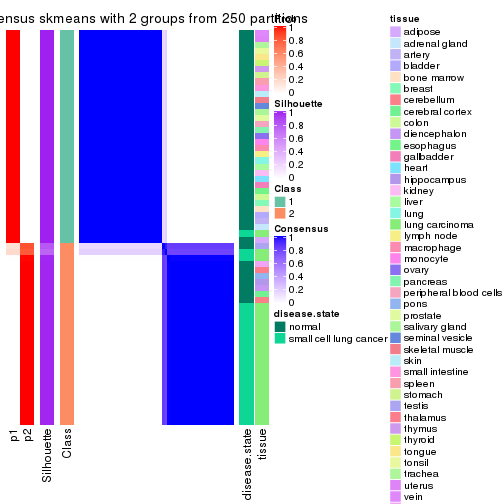 ensus skmeans with 2 groups from 250 partitions
1
0.8
0.6
0.4
0.2
0
Silhouette
1
0.8
0.6
0.4
0.2
0
Class
1
2
Consensus
1
0.8
0.6
0.4
0.2
0
disease.state
normal
small cell lung cancer
tissue
adipose
adrenal gland
artery
bladder
bone marrow
breast
cerebellum
cerebral cortex
colon
diencephalon
esophagus
gallbadder
heart
hippocampus
kidney
liver
lung
lung carcinoma
lymph node
macrophage
monocyte
ovary
pancreas
peripheral blood cells
pons
prostate
salivary gland
seminal vesicle
skeletal muscle
skin
small intestine
spleen
stomach
testis
thalamus
thymus
thyroid
tongue
tonsil
trachea
uterus
vein
p1
p2
Silhouette
Class
disease.state
tissue